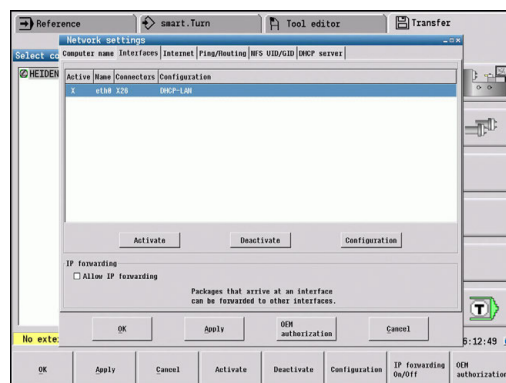 Reference
smart.Turn
Tool editor
Transfer
Network settings
Select co
Computer name Interfaces Internet Ping/Routing NFS UID/GID DHCP server
HEIDEN
Active Name Connectors Configuration
X eth0 X26 DHCP-LAN
Activate Deactivate Configuration
IP forwarding
Allow IP forwarding
Packages that arrive at an interface
can be forwarded to other interfaces.
T
OK Apply OEM authorization Cancel
No exte
6:12:49
OK Apply Cancel Activate Deactivate Configuration IP forwarding On/Off OEM authorization